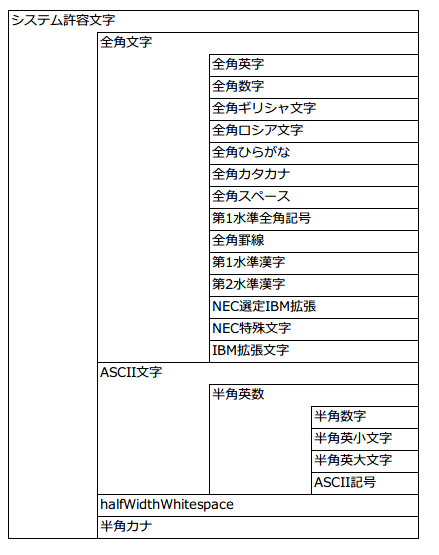 システム許容文字
全角文字
全角英字
全角数字
全角ギリシャ文字
全角ロシア文字
全角ひらがな
全角カタカナ
全角スペース
第1水準全角記号
全角罫線
第1水準漢字
第2水準漢字
NEC選定IBM拡張
NEC特殊文字
IBM拡張文字
ASCII文字
半角英数
半角数字
半角英小文字
半角英大文字
ASCII記号
halfWidthWhitespace
半角カナ